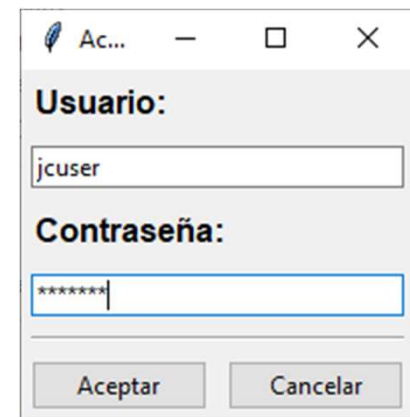 Ac...
Usuario:
jcuser
Contraseña:
*******
Aceptar Cancelar